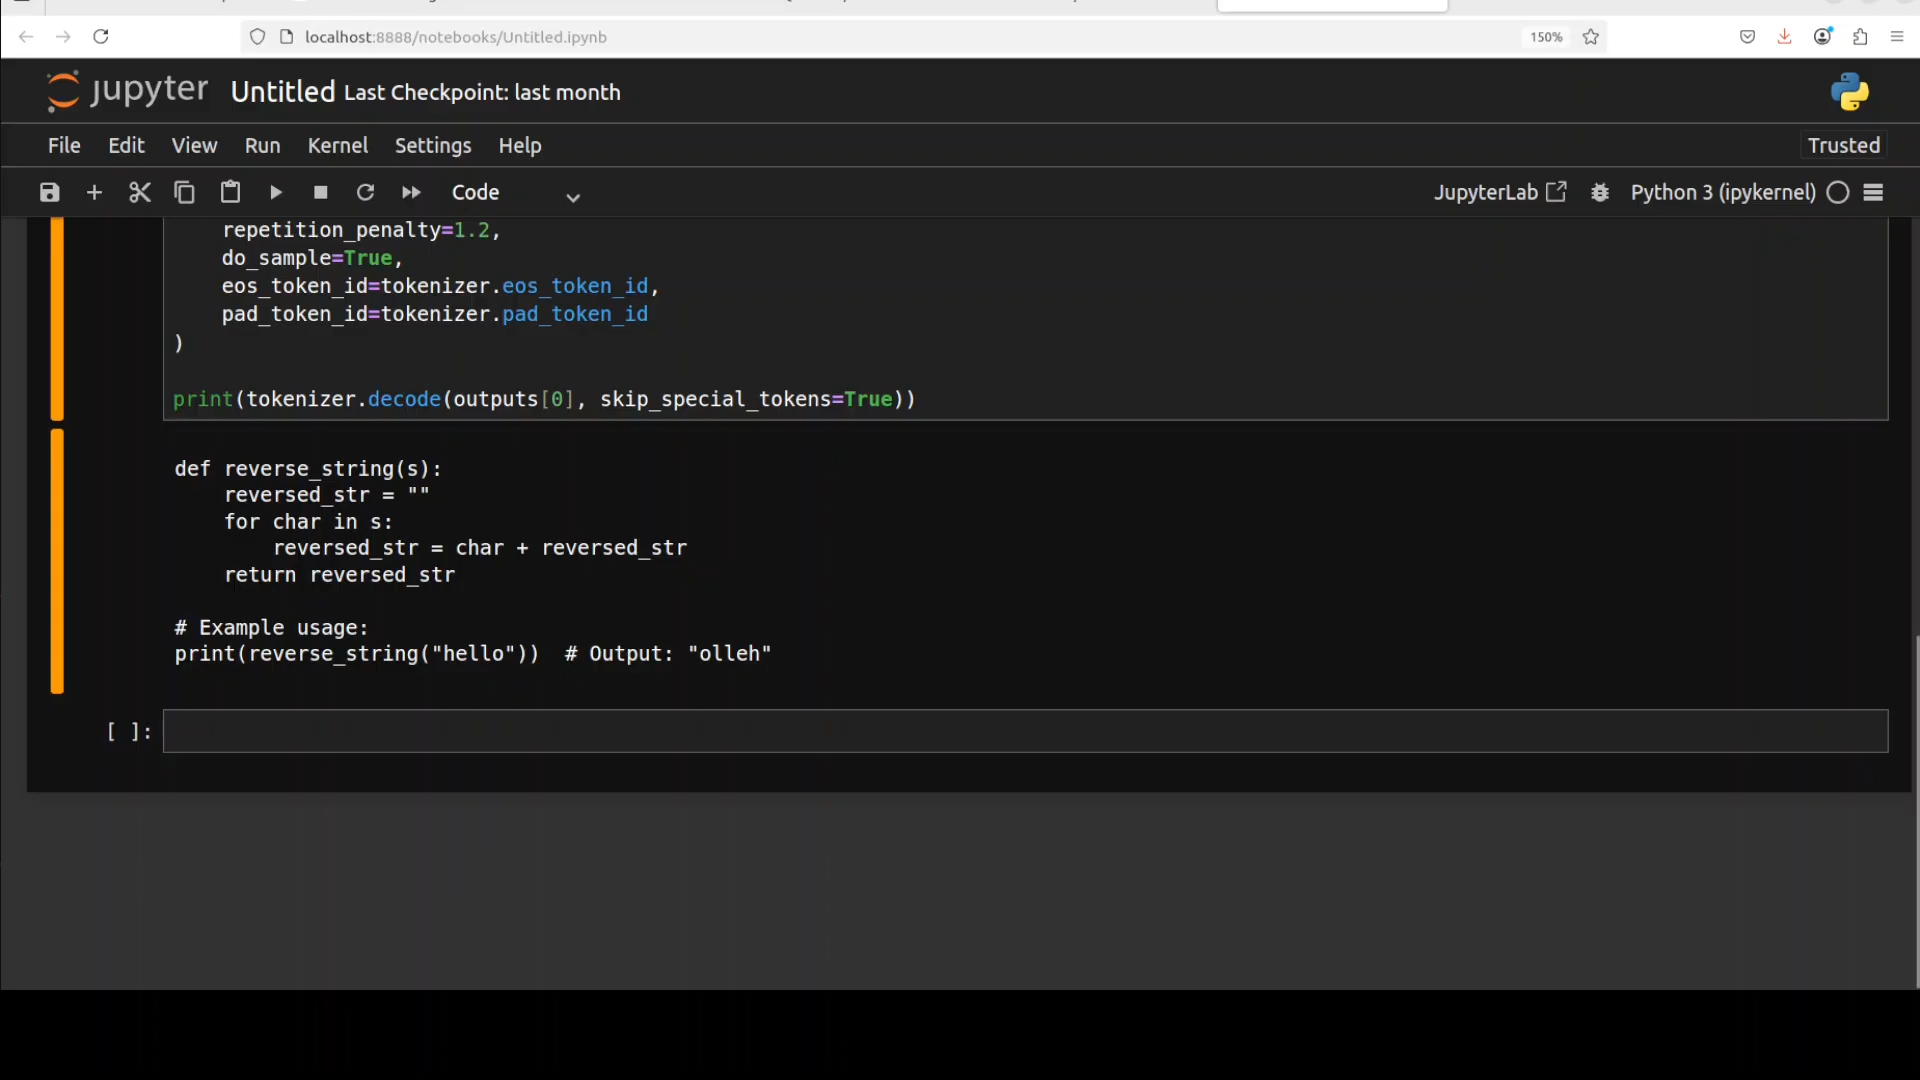 localhost:8888/notebooks/Untitled.ipynb
150%
jupyter Untitled Last Checkpoint: last month
File Edit View Run Kernel Settings Help
Trusted
Code
JupyterLab
Python 3 (ipykernel)
repetition_penalty=1.2,
do_sample=True,
eos_token_id=tokenizer.eos_token_id,
pad_token_id=tokenizer.pad_token_id
)
print(tokenizer.decode(outputs[0], skip_special_tokens=True))
def reverse_string(s):
reversed_str = ""
for char in s:
reversed_str = char + reversed_str
return reversed_str
# Example usage:
print(reverse_string("hello")) # Output: "olleh"
[ ]: